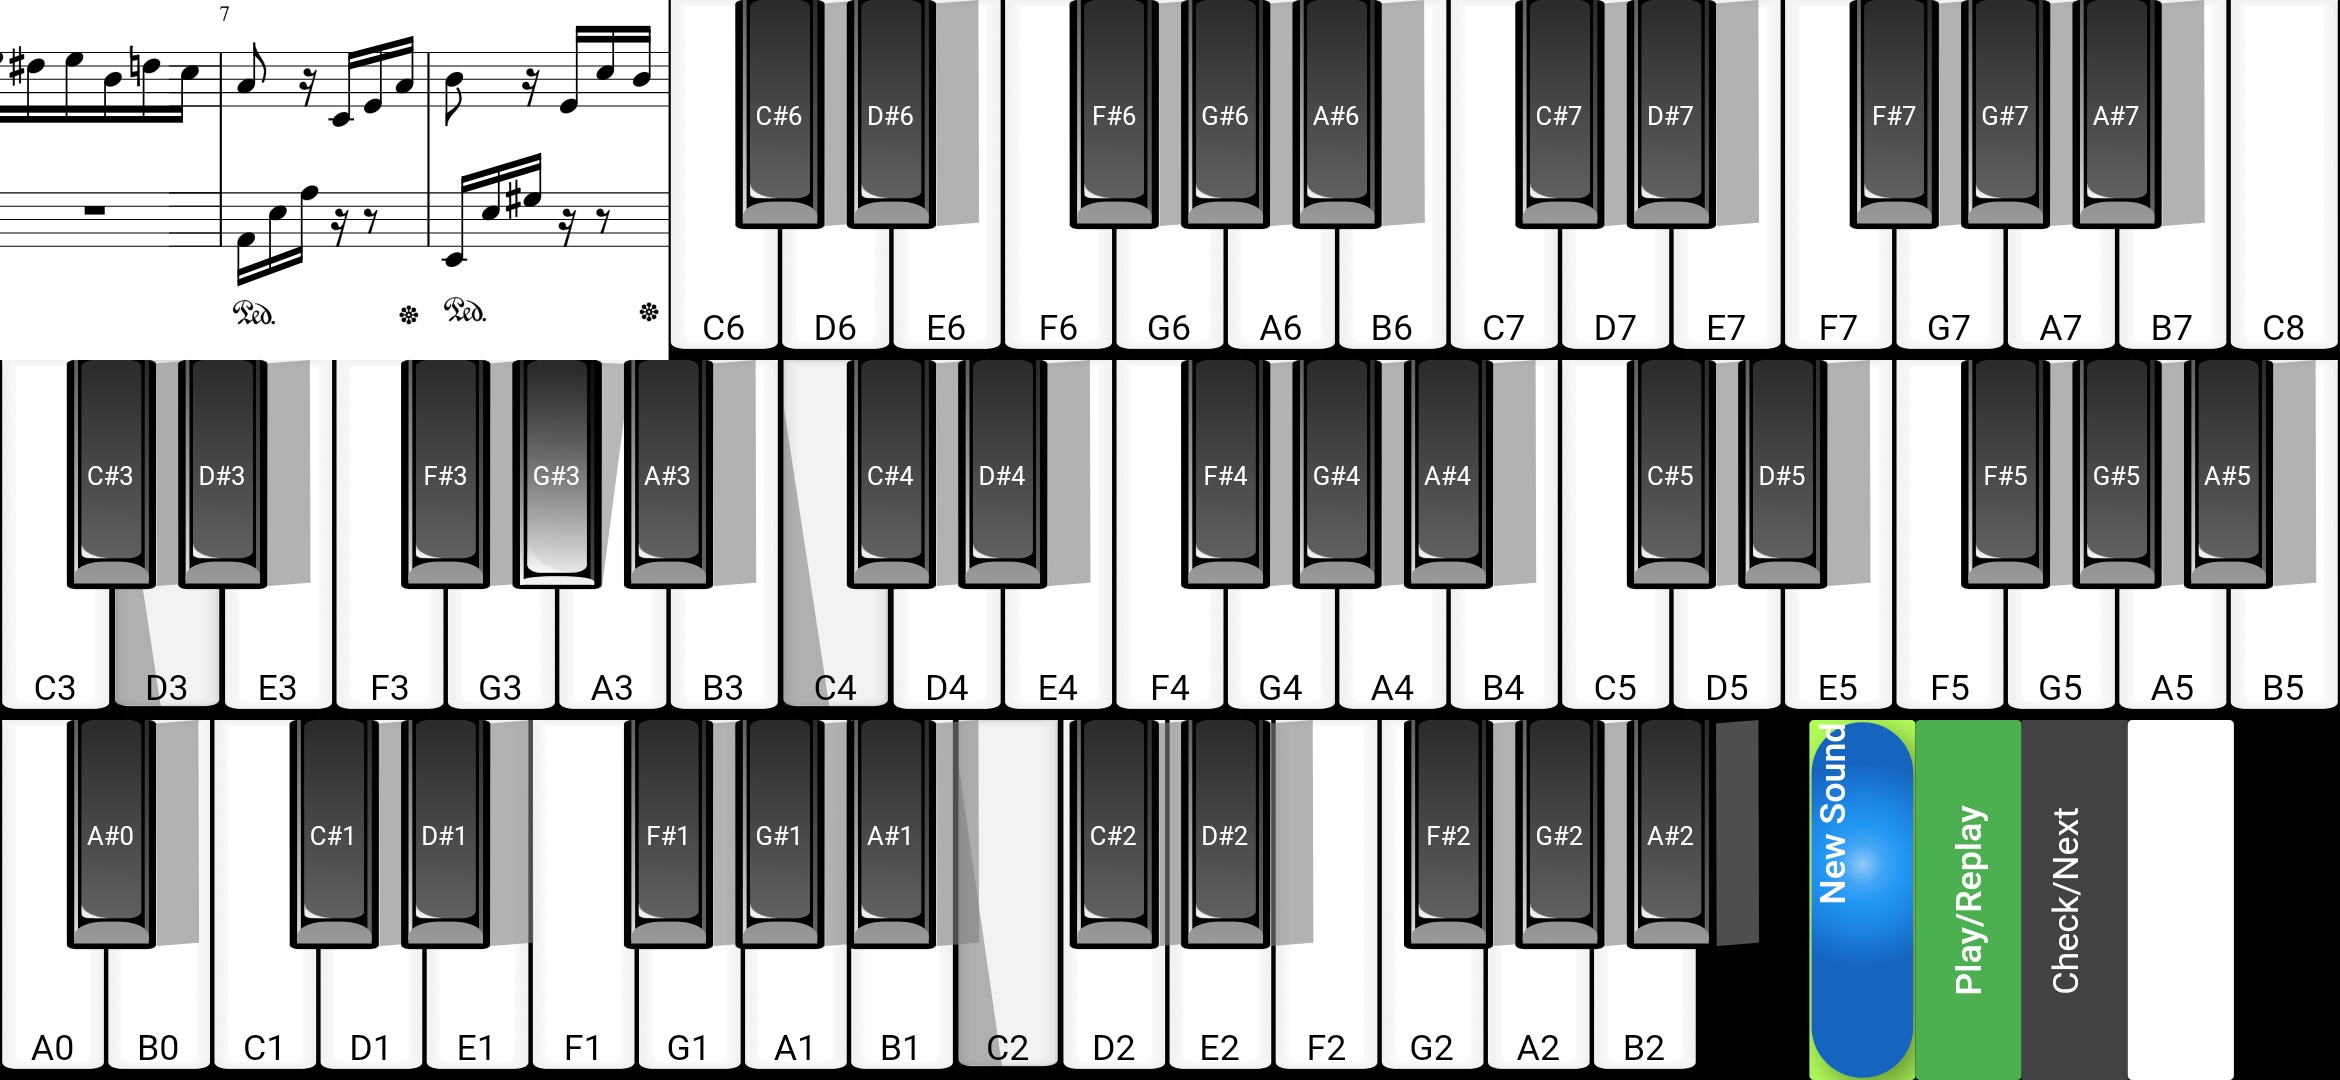 7
Ped. Ped.
C#6 D#6 F#6 G#6 A#6 C#7 D#7 F#7 G#7 A#7
C6 D6 E6 F6 G6 A6 B6 C7 D7 E7 F7 G7 A7 B7 C8
C#3 D#3 F#3 G#3 A#3 C#4 D#4 F#4 G#4 A#4 C#5 D#5 F#5 G#5 A#5
C3 D3 E3 F3 G3 A3 B3 C4 D4 E4 F4 G4 A4 B4 C5 D5 E5 F5 G5 A5 B5
A#0 C#1 D#1 F#1 G#1 A#1 C#2 D#2 F#2 G#2 A#2
A0 B0 C1 D1 E1 F1 G1 A1 B1 C2 D2 E2 F2 G2 A2 B2
New Sound
Play/Replay
Check/Next